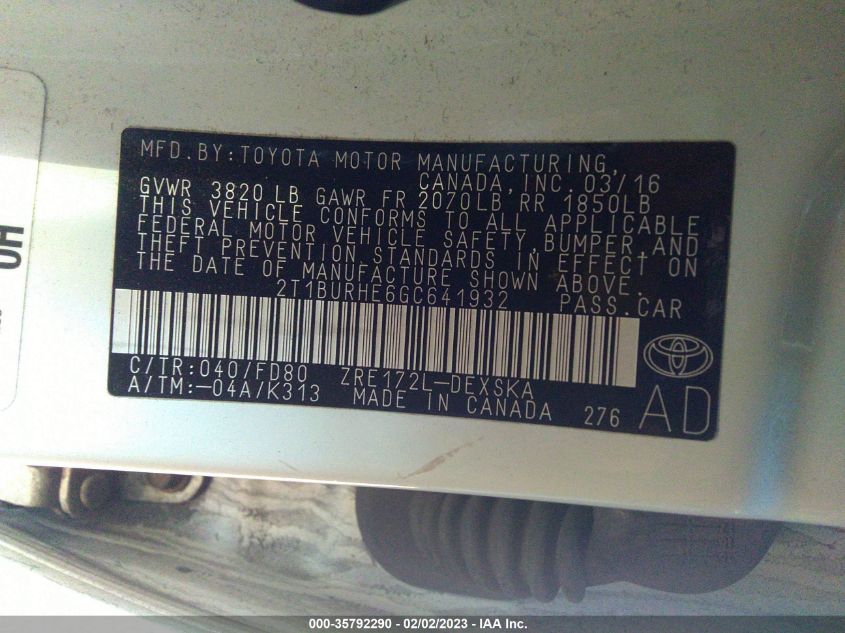 MFD.BY:TOYOTA MOTOR MANUFACTURING,
CANADA, INC. 03/16
GVWR 3820 LB GAWR FR 2070LB RR 1850LB
THIS VEHICLE CONFORMS TO ALL APPLICABLE
FEDERAL MOTOR VEHICLE SAFETY, BUMPER, AND
THEFT PREVENTION STANDARDS IN EFFECT ON
THE DATE OF MANUFACTURE SHOWN ABOVE.
2T1BURHE6GC641932 PASS.CAR
C/TR:040/FD80 ZRE172L-DEXSKA
A/TM:-04A/K313 MADE IN CANADA 276 AD
000-35792290 - 02/02/2023 - IAA Inc.